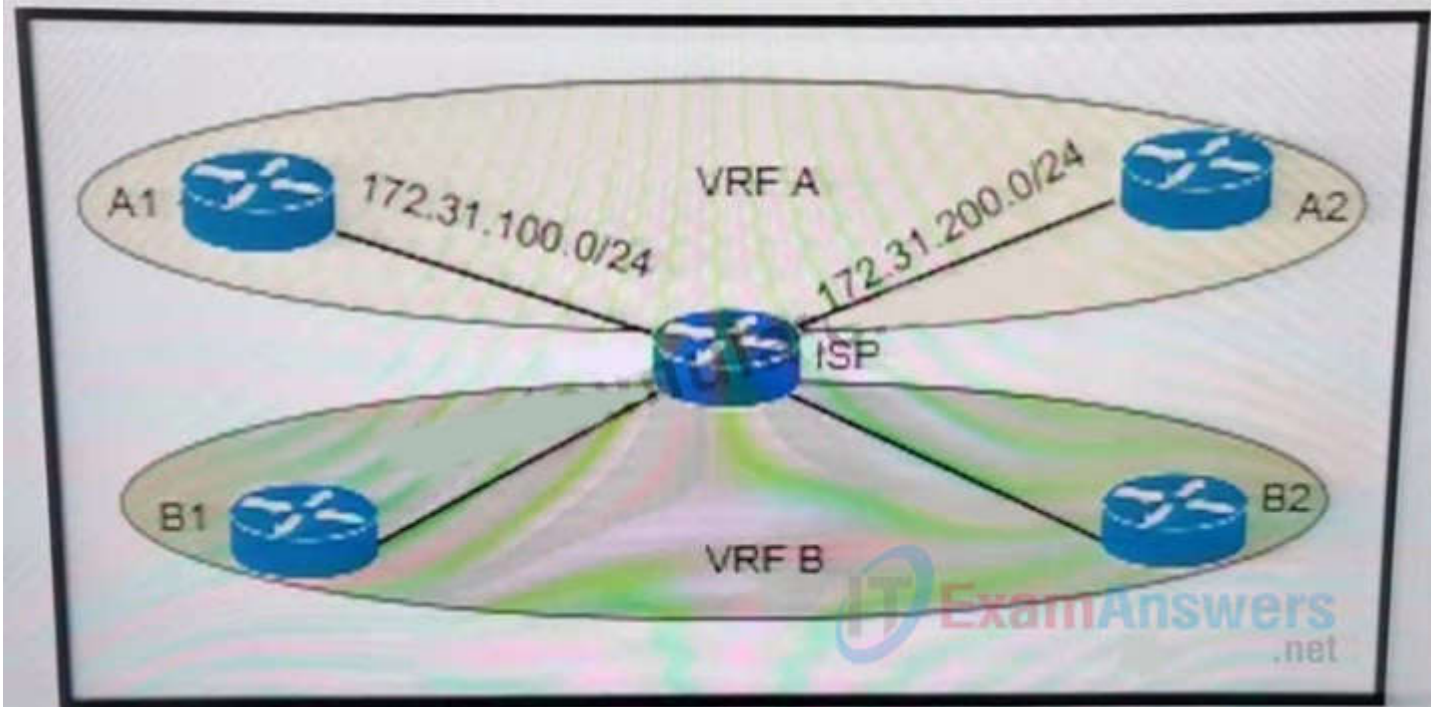 VRF A
A1
172.31.100.0/24
172.31.200.0/24
A2
ISP
B1
B2
VRF B
IT ExamAnswers
.net